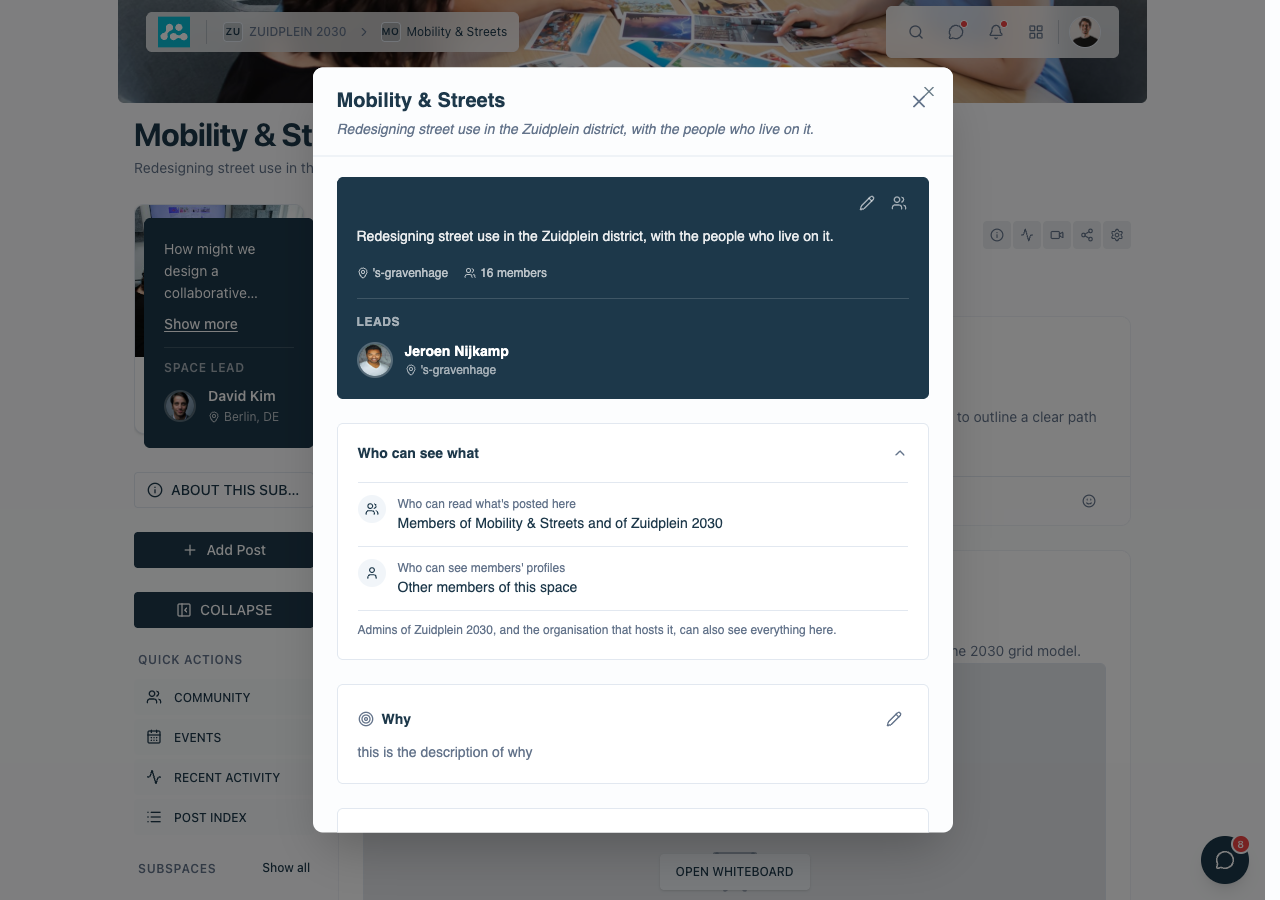 ZU ZUIDPLEIN 2030 > MO Mobility & Streets
Mobility & St
Redesigning street use in th
How might we
design a
collaborative...
Show more
SPACE LEAD
David Kim
Berlin, DE
ABOUT THIS SUB...
Add Post
COLLAPSE
QUICK ACTIONS
COMMUNITY
EVENTS
RECENT ACTIVITY
POST INDEX
SUBSPACES Show all
Mobility & Streets
Redesigning street use in the Zuidplein district, with the people who live on it.
Redesigning street use in the Zuidplein district, with the people who live on it.
's-gravenhage 16 members
LEADS
Jeroen Nijkamp
's-gravenhage
Who can see what
Who can read what's posted here
Members of Mobility & Streets and of Zuidplein 2030
Who can see members' profiles
Other members of this space
Admins of Zuidplein 2030, and the organisation that hosts it, can also see everything here.
Why
this is the description of why
to outline a clear path
ne 2030 grid model.
OPEN WHITEBOARD
8